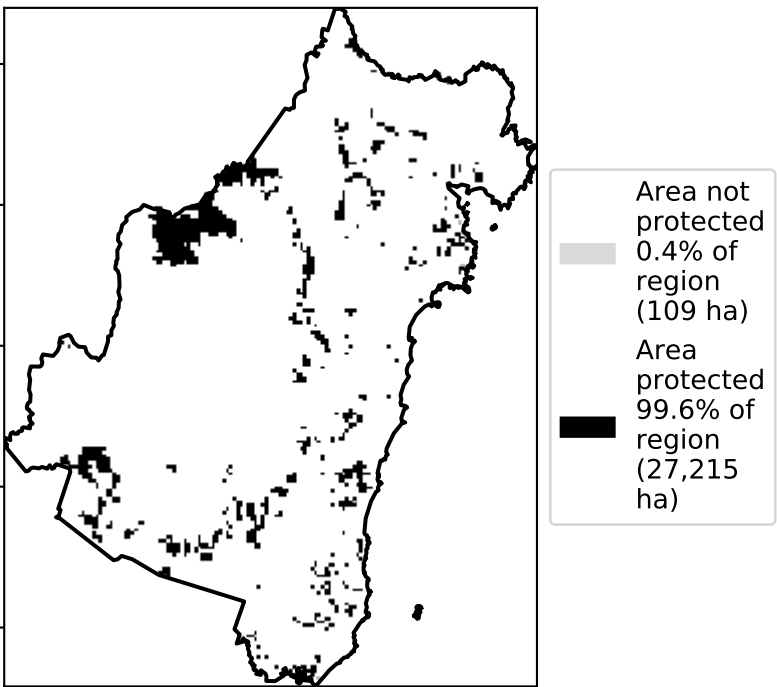 Area not
protected
0.4% of
region
(109 ha)
Area
protected
99.6% of
region
(27,215
ha)